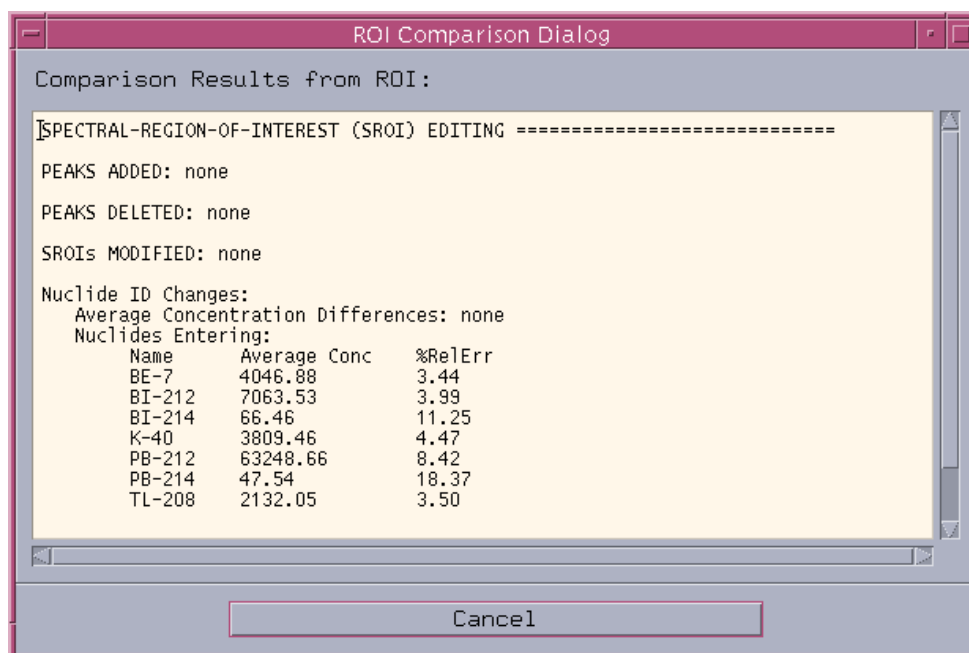 ROI Comparison Dialog
Comparison Results from ROI:
SPECTRAL-REGION-OF-INTEREST (SROI) EDITING =============================
PEAKS ADDED: none
PEAKS DELETED: none
SROIs MODIFIED: none
Nuclide ID Changes:
Average Concentration Differences: none
Nuclides Entering:
Name Average Conc %RelErr
BE-7 4046.88 3.44
BI-212 7063.53 3.99
BI-214 66.46 11.25
K-40 3809.46 4.47
PB-212 63248.66 8.42
PB-214 47.54 18.37
TL-208 2132.05 3.50
Cancel